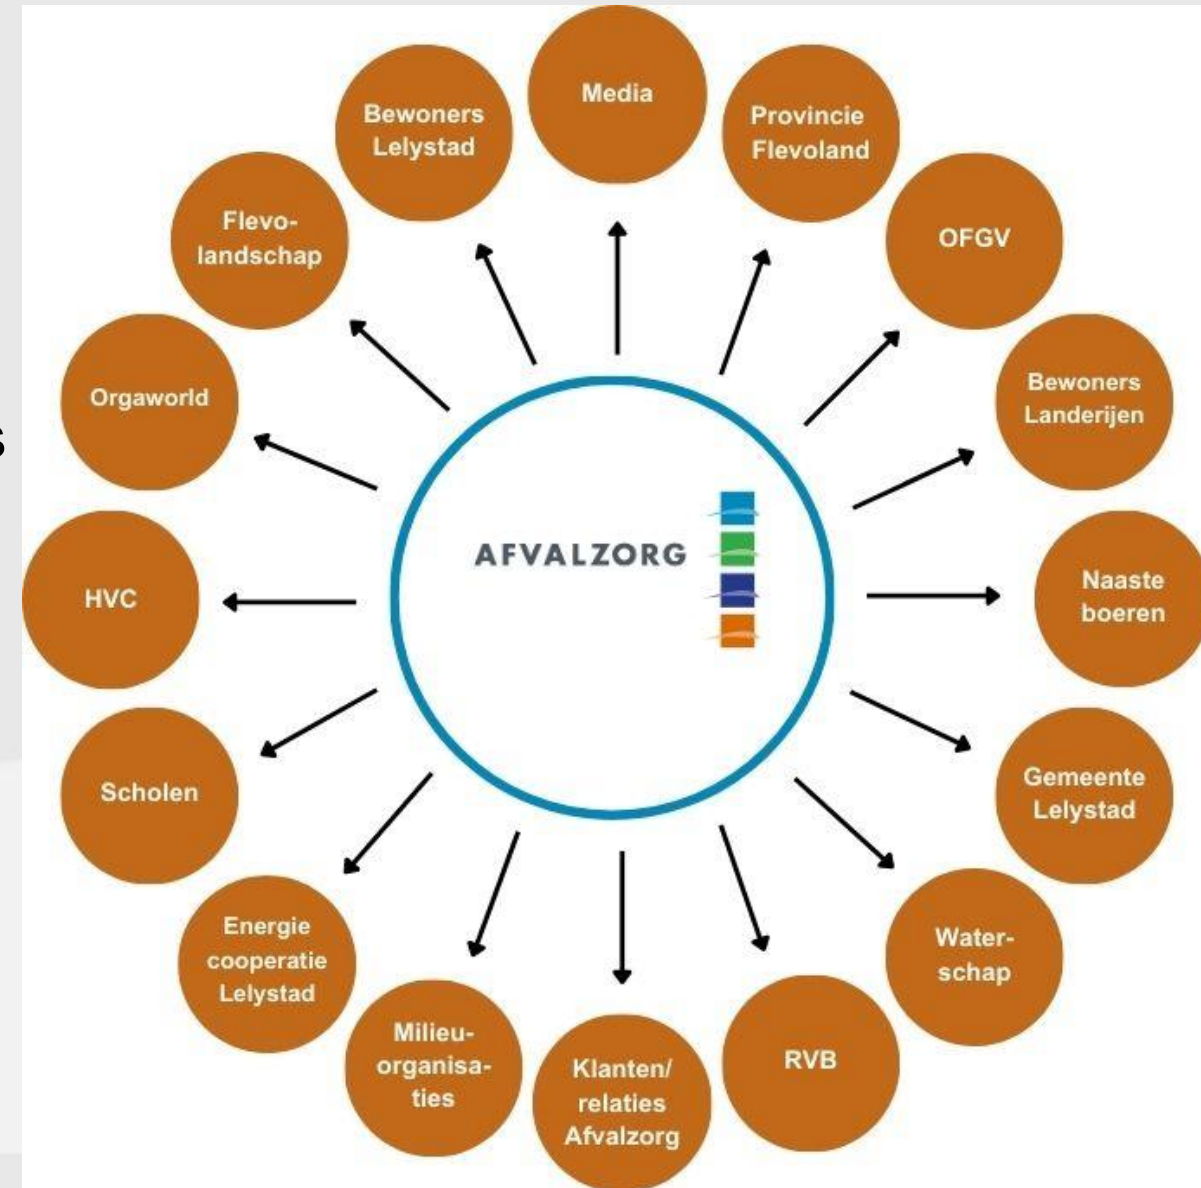 Media
Provincie
Flevoland
OFGV
Bewoners
Landerijen
Naaste
boeren
Gemeente
Lelystad
Water-
schap
RVB
Klanten/
relaties
Afvalzorg
Milieu-
organisa-
ties
Energie
cooperatie
Lelystad
Scholen
HVC
Orgaworld
Flevo-
landschap
Bewoners
Lelystad
AFVALZORG
s